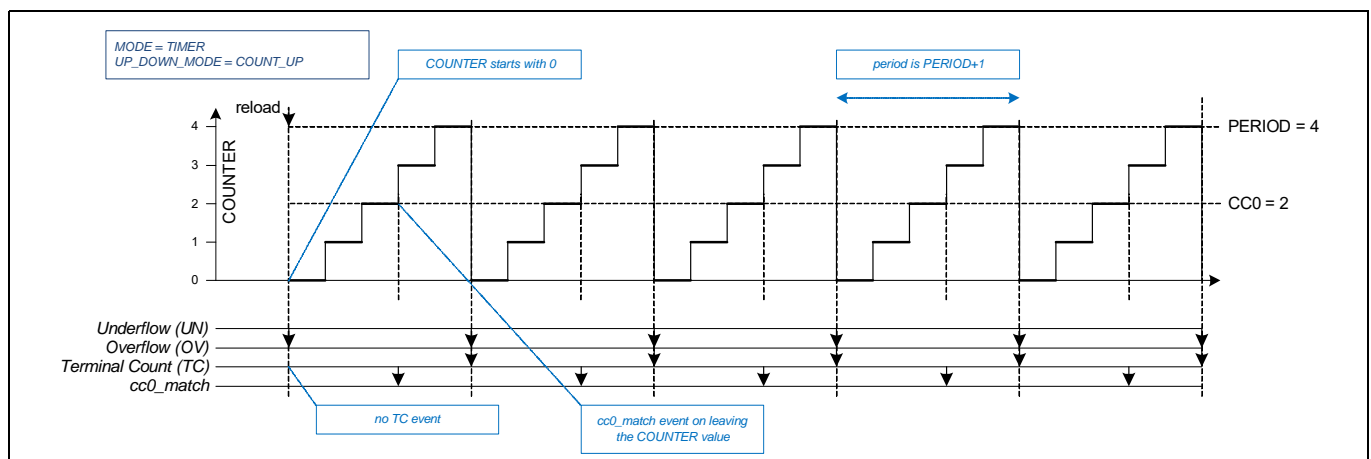 MODE = TIMER
UP_DOWN_MODE = COUNT_UP
COUNTER starts with 0
period is PERIOD+1
reload
4
3
2
1
0
COUNTER
PERIOD = 4
CC0 = 2
Underflow (UN)
Overflow (OV)
Terminal Count (TC)
cc0_match
no TC event
cc0_match event on leaving
the COUNTER value